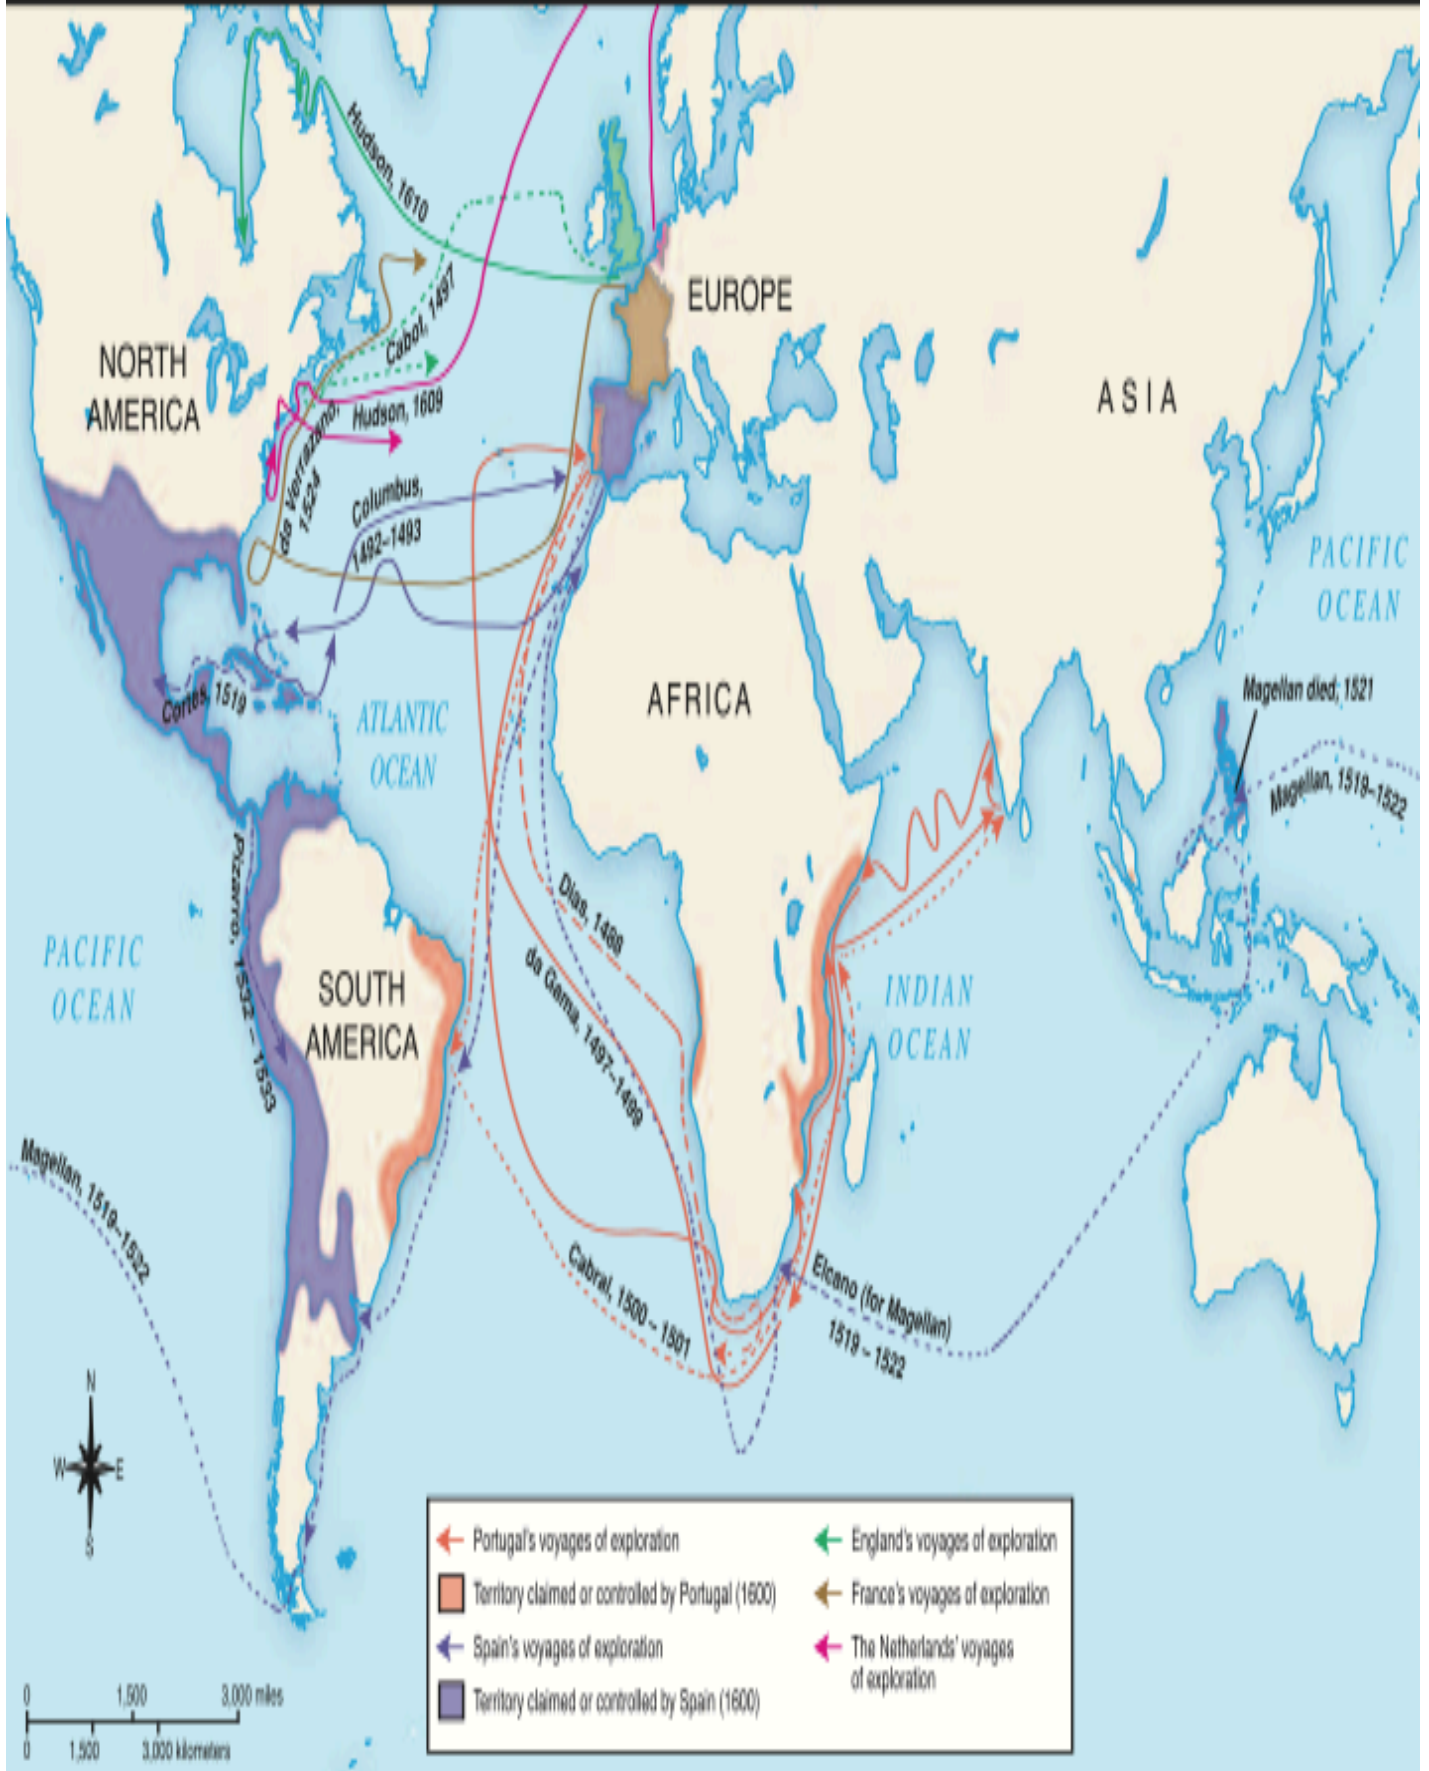 Hudson, 1610
Cabot, 1497
EUROPE
NORTH
AMERICA
ASIA
Hudson, 1609
da Verrazano,
1524
Columbus,
1492–1493
PACIFIC
OCEAN
Magellan died, 1521
Cortes, 1519
AFRICA
ATLANTIC
OCEAN
Magellan, 1519–1522
Pizarro, 1532 – 1533
Dias, 1488
PACIFIC
OCEAN
SOUTH
AMERICA
da Gama, 1497–1499
INDIAN
OCEAN
Magellan, 1519–1522
Cabral, 1500 – 1501
Elcano (for Magellan)
1519 – 1522
N
W E
S
Portugal's voyages of exploration
Territory claimed or controlled by Portugal (1600)
Spain's voyages of exploration
Territory claimed or controlled by Spain (1600)
England's voyages of exploration
France's voyages of exploration
The Netherlands' voyages
of exploration
0 1,500 3,000 miles
0 1,500 3,000 kilometers